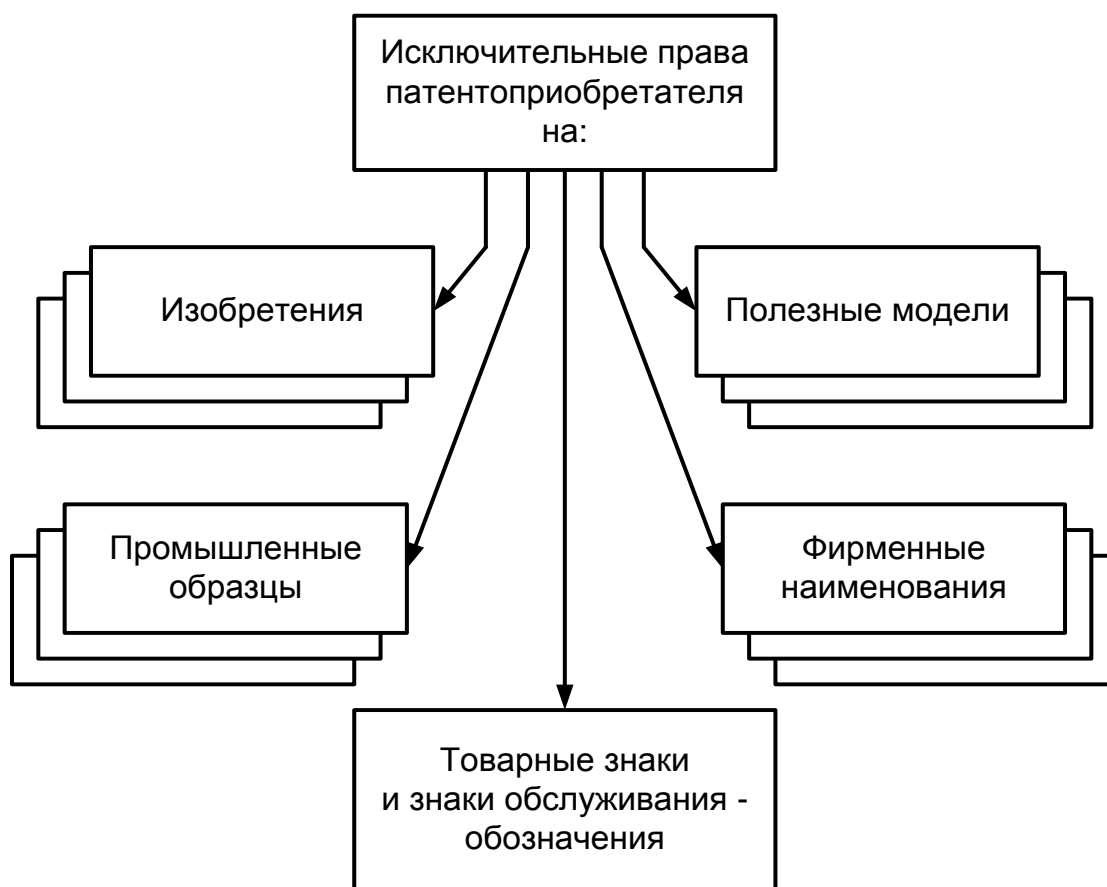 Исключительные права
патентоприобретателя
на:
Изобретения
Полезные модели
Промышленные
образцы
Фирменные
наименования
Товарные знаки
и знаки обслуживания -
обозначения